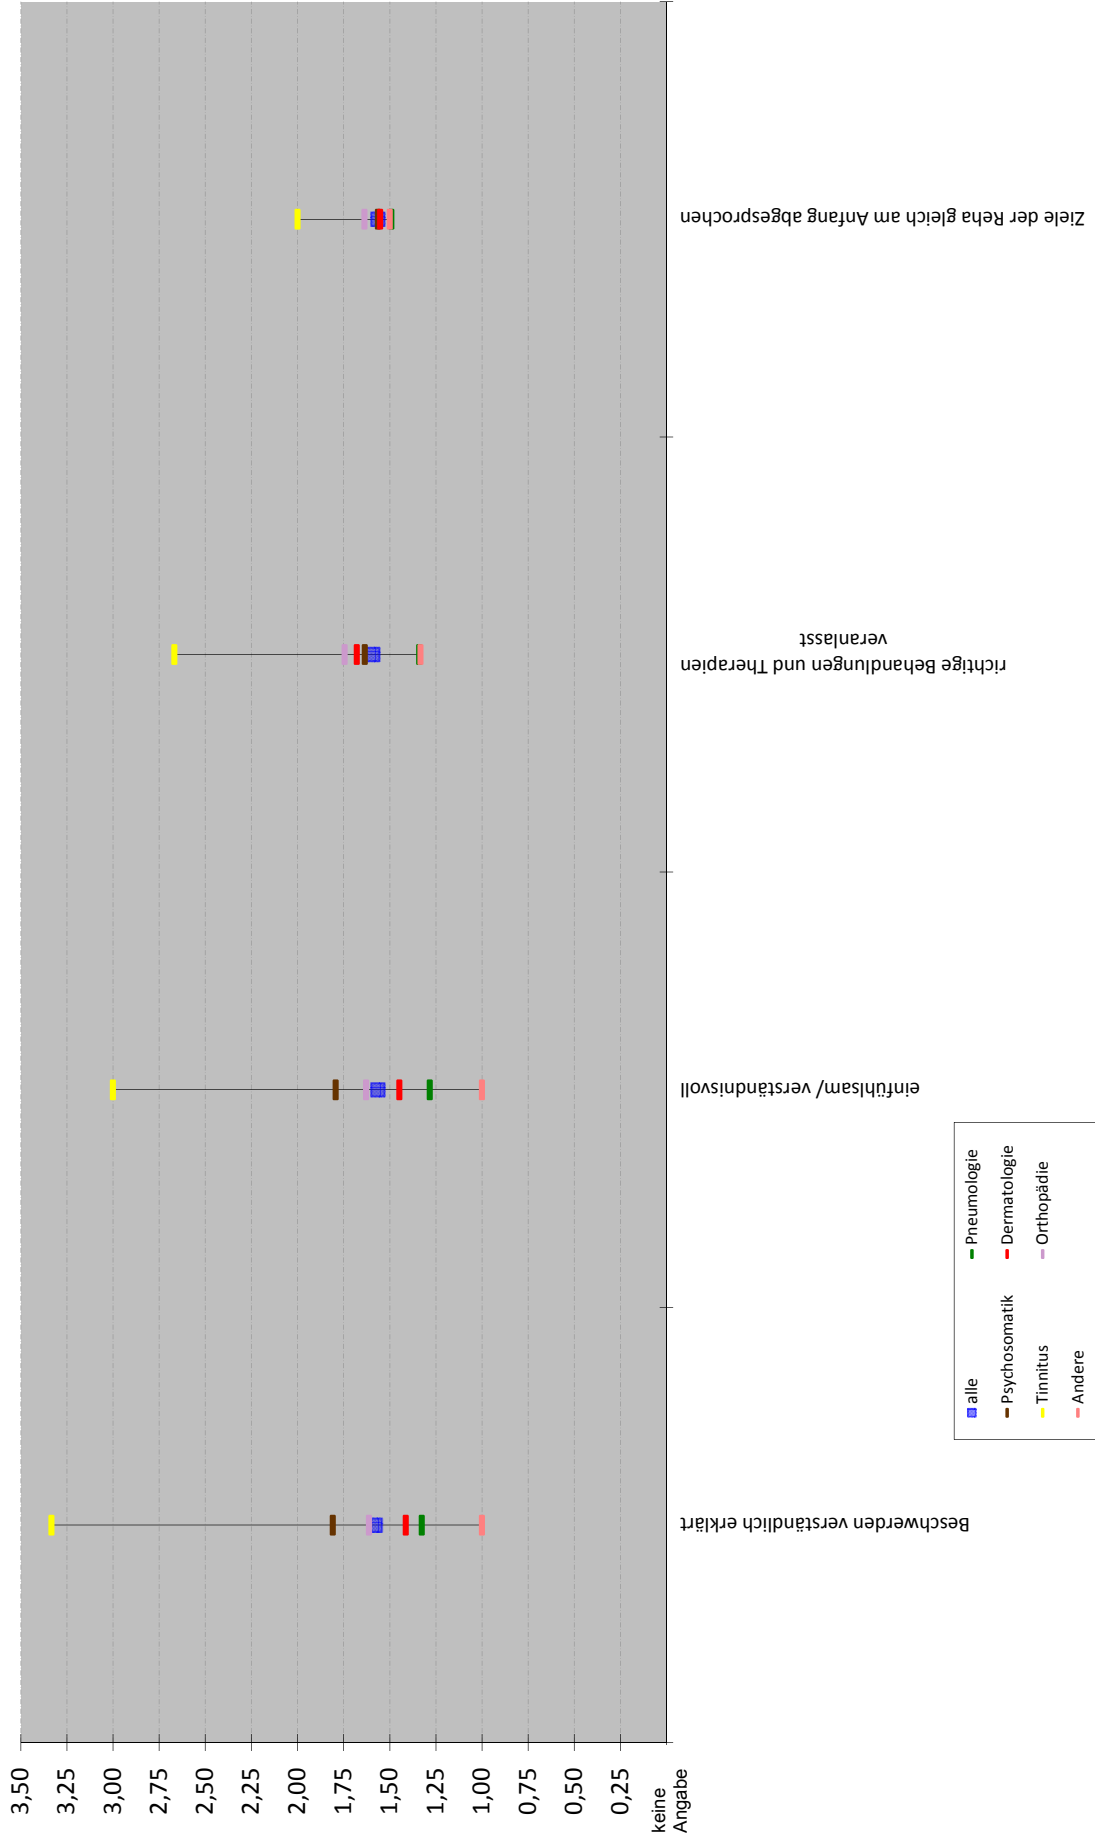 3,50
3,25
3,00
2,75
2,50
2,25
2,00
1,75
1,50
1,25
1,00
0,75
0,50
0,25
keine
Angabe
Beschwerden verständlich erklärt
einfühlsam/ verständnisvoll
richtige Behandlungen und Therapien
veranlasst
Ziele der Reha gleich am Anfang abgesprochen
alle
Pneumologie
Psychosomatik
Dermatologie
Tinnitus
Orthopädie
Andere